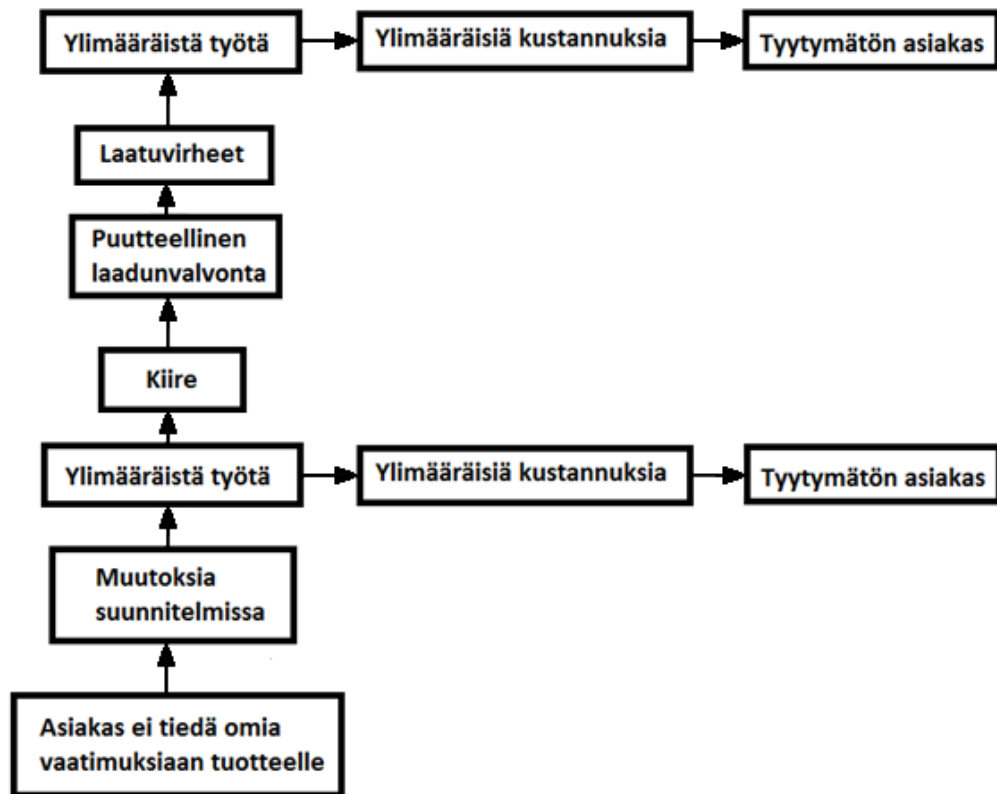 Ylimääräistä työtä
Ylimääräisiä kustannuksia
Tyytymätön asiakas
Laatuvirheet
Puutteellinen
laadunvalvonta
Kiire
Ylimääräistä työtä
Ylimääräisiä kustannuksia
Tyytymätön asiakas
Muutoksia
suunnitelmissa
Asiakas ei tiedä omia
vaatimuksiaan tuotteelle